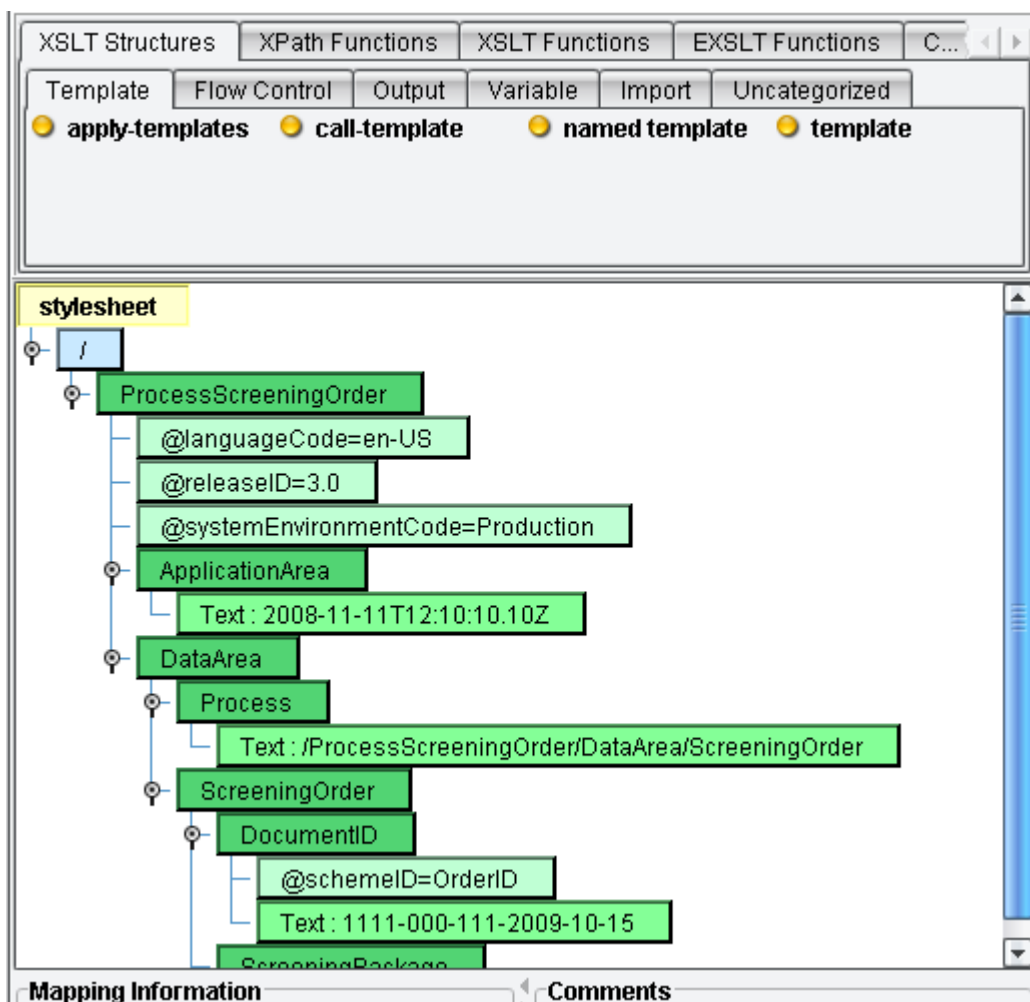 XSLT Structures XPath Functions XSLT Functions EXSLT Functions C...
Template Flow Control Output Variable Import Uncategorized
apply-templates call-template named template template
stylesheet
/
ProcessScreeningOrder
@languageCode=en-US
@releaseID=3.0
@systemEnvironmentCode=Production
ApplicationArea
Text : 2008-11-11T12:10:10.10Z
DataArea
Process
Text : /ProcessScreeningOrder/DataArea/ScreeningOrder
ScreeningOrder
DocumentID
@schemeID=OrderID
Text : 1111-000-111-2009-10-15
ScreeningPackage
Mapping Information Comments